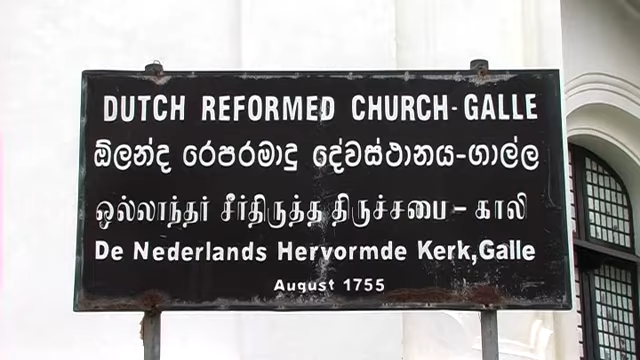 DUTCH REFORMED CHURCH-GALLE
ඕලන්ද රෙපරමාදු දේවස්ථානය-ගාල්ල
ஒல்லாந்தர் சீர்திருத்த திருச்சபை – காலி
De Nederlands Hervormde Kerk,Galle
August 1755